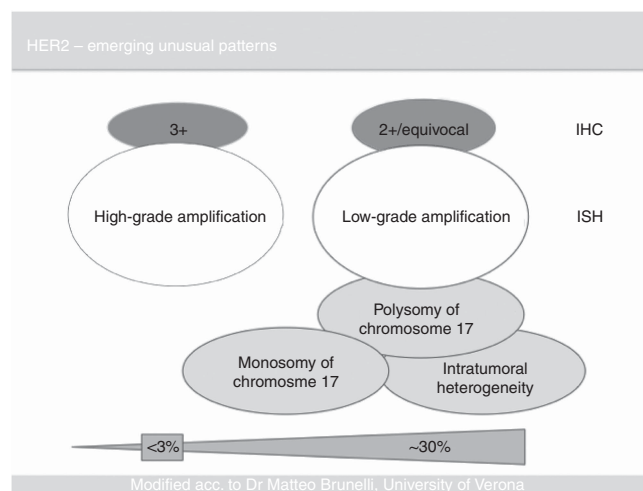 HER2 – emerging unusual patterns
3+
2+/equivocal
IHC
High-grade amplification
Low-grade amplification
ISH
Polysomy of
chromosome 17
Monosomy of
chromosme 17
Intratumoral
heterogeneity
<3%
~30%
Modified acc. to Dr Matteo Brunelli, University of Verona